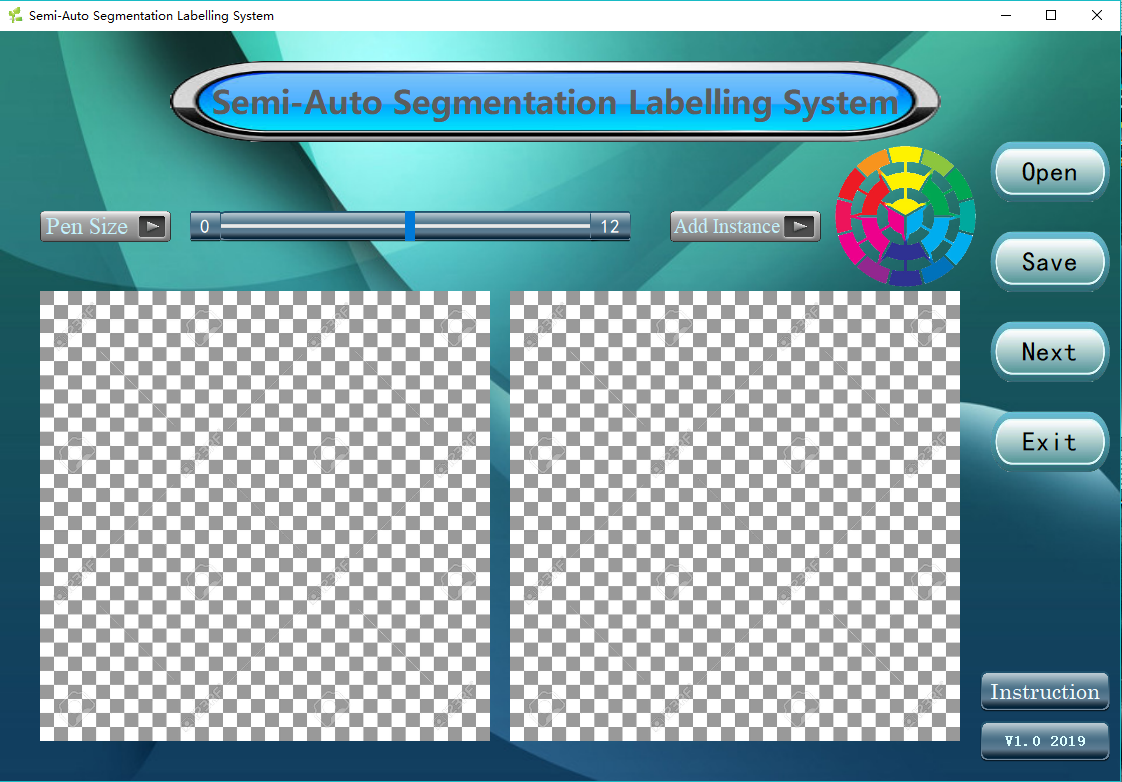 Semi-Auto Segmentation Labelling System
Semi-Auto Segmentation Labelling System
Open
Pen Size
0
12
Add Instance
Save
Next
Exit
Instruction
V1.0 2019